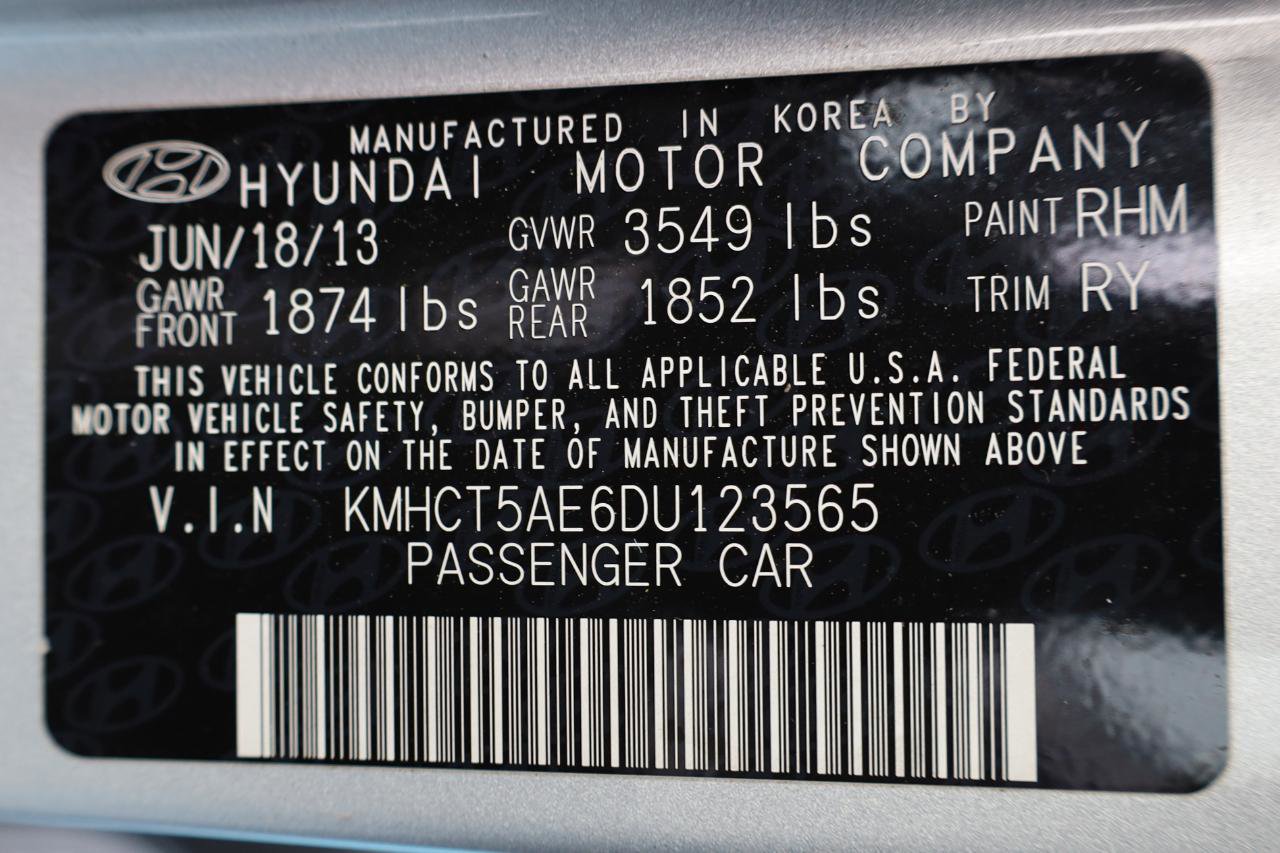 MANUFACTURED IN KOREA BY
HYUNDAI MOTOR COMPANY
JUN/18/13 GVWR 3549 lbs PAINT RHM
GAWR FRONT 1874 lbs GAWR REAR 1852 lbs TRIM RY
THIS VEHICLE CONFORMS TO ALL APPLICABLE U.S.A. FEDERAL
MOTOR VEHICLE SAFETY, BUMPER, AND THEFT PREVENTION STANDARDS
IN EFFECT ON THE DATE OF MANUFACTURE SHOWN ABOVE
V.I.N KMHCT5AE6DU123565
PASSENGER CAR